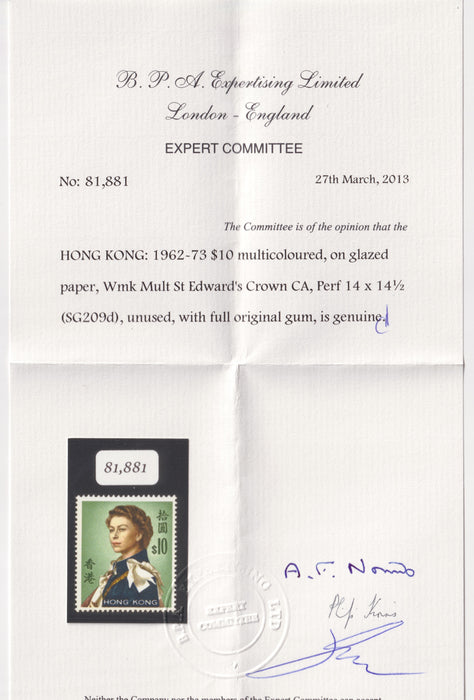 B. P. A. Expertising Limited
London - England
EXPERT COMMITTEE
No: 81,881
27th March, 2013
The Committee is of the opinion that the
HONG KONG: 1962-73 $10 multicoloured, on glazed
paper, Wmk Mult St Edward's Crown CA, Perf 14 x 14½
(SG209d), unused, with full original gum, is genuine.
81,881
拾圓
$10
香港
HONG KONG
EXPERT
COMMITTEE
LTD
Neither the Company nor the members of the Expert Committee can accept